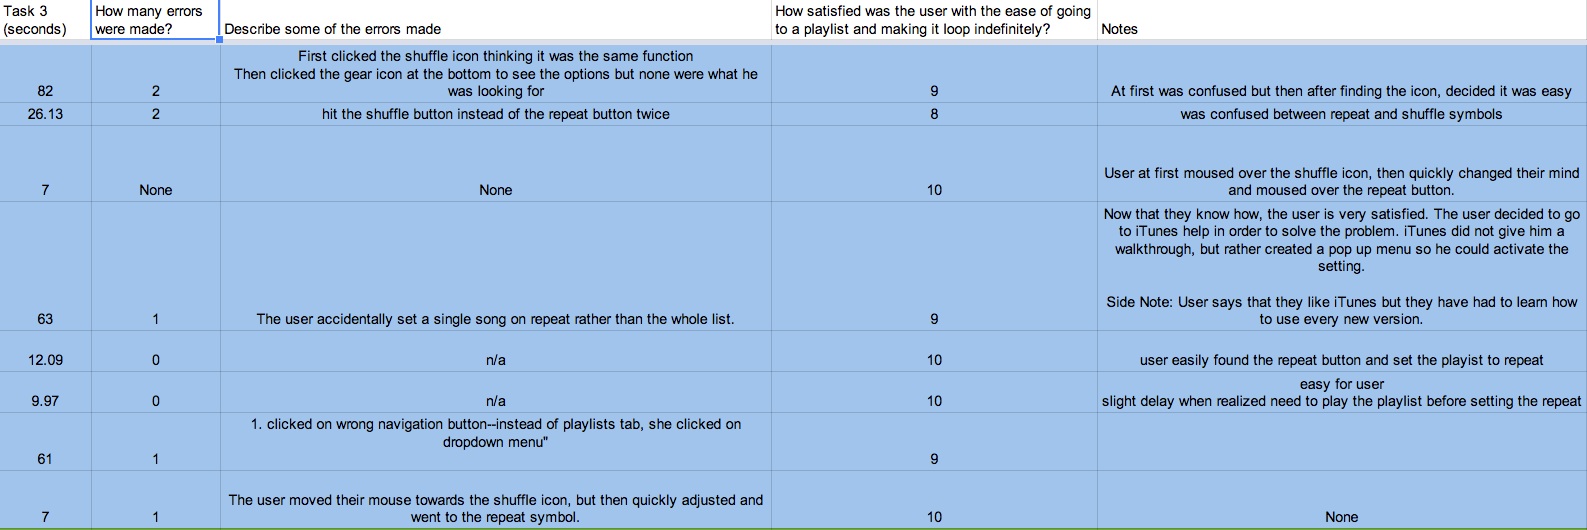 Task 3 (seconds)
How many errors were made?
Describe some of the errors made
How satisfied was the user with the ease of going to a playlist and making it loop indefinitely?
Notes
82
2
First clicked the shuffle icon thinking it was the same function
Then clicked the gear icon at the bottom to see the options but none were what he
was looking for
9
At first was confused but then after finding the icon, decided it was easy
26.13
2
hit the shuffle button instead of the repeat button twice
8
was confused between repeat and shuffle symbols
7
None
None
10
User at first moused over the shuffle icon, then quickly changed their mind
and moused over the repeat button.
63
1
The user accidentally set a single song on repeat rather than the whole list.
9
Now that they know how, the user is very satisfied. The user decided to go
to iTunes help in order to solve the problem. iTunes did not give him a
walkthrough, but rather created a pop up menu so he could activate the
setting.
Side Note: User says that they like iTunes but they have had to learn how
to use every new version.
12.09
0
n/a
10
user easily found the repeat button and set the playist to repeat
9.97
0
n/a
10
easy for user
slight delay when realized need to play the playlist before setting the repeat
61
1
1. clicked on wrong navigation button--instead of playlists tab, she clicked on
dropdown menu"
9
7
1
The user moved their mouse towards the shuffle icon, but then quickly adjusted and
went to the repeat symbol.
10
None